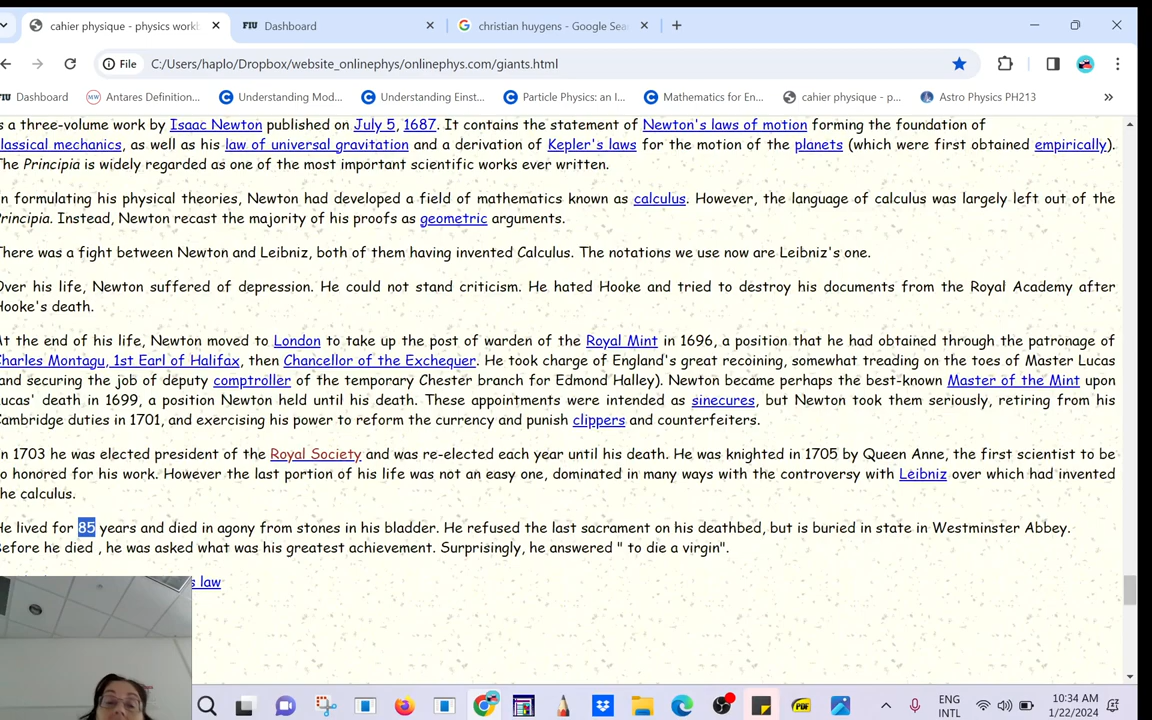 cahier physique - physics workb
FIU Dashboard
christian huygens - Google Sear
File C:/Users/haplo/Dropbox/website_onlinephys/onlinephys.com/giants.html
FIU Dashboard MW Antares Definition... Understanding Mod... Understanding Einst... Particle Physics: an I... Mathematics for En... cahier physique - p... Astro Physics PH213 »
s a three-volume work by Isaac Newton published on July 5, 1687. It contains the statement of Newton's laws of motion forming the foundation of
lassical mechanics, as well as his law of universal gravitation and a derivation of Kepler's laws for the motion of the planets (which were first obtained empirically).
The Principia is widely regarded as one of the most important scientific works ever written.
n formulating his physical theories, Newton had developed a field of mathematics known as calculus. However, the language of calculus was largely left out of the
Principia. Instead, Newton recast the majority of his proofs as geometric arguments.
There was a fight between Newton and Leibniz, both of them having invented Calculus. The notations we use now are Leibniz's one.
Over his life, Newton suffered of depression. He could not stand criticism. He hated Hooke and tried to destroy his documents from the Royal Academy after
Hooke's death.
At the end of his life, Newton moved to London to take up the post of warden of the Royal Mint in 1696, a position that he had obtained through the patronage of
Charles Montagu, 1st Earl of Halifax, then Chancellor of the Exchequer. He took charge of England's great recoining, somewhat treading on the toes of Master Lucas
and securing the job of deputy comptroller of the temporary Chester branch for Edmond Halley). Newton became perhaps the best-known Master of the Mint upon
Lucas' death in 1699, a position Newton held until his death. These appointments were intended as sinecures, but Newton took them seriously, retiring from his
Cambridge duties in 1701, and exercising his power to reform the currency and punish clippers and counterfeiters.
In 1703 he was elected president of the Royal Society and was re-elected each year until his death. He was knighted in 1705 by Queen Anne, the first scientist to be
o honored for his work. However the last portion of his life was not an easy one, dominated in many ways with the controversy with Leibniz over which had invented
the calculus.
He lived for 85 years and died in agony from stones in his bladder. He refused the last sacrament on his deathbed, but is buried in state in Westminster Abbey.
Before he died , he was asked what was his greatest achievement. Surprisingly, he answered " to die a virgin".
s law
ENG
INTL
10:34 AM
1/22/2024